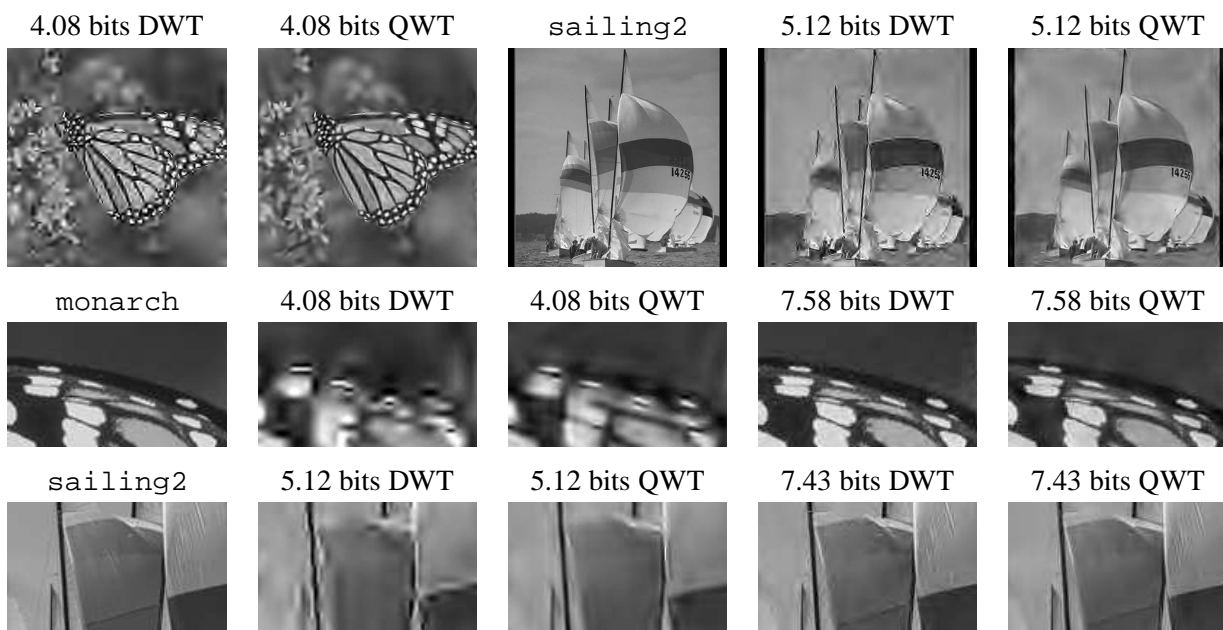 4.08 bits DWT
4.08 bits QWT
sailing2
5.12 bits DWT
5.12 bits QWT
14256
1425
14256
monarch
4.08 bits DWT
4.08 bits QWT
7.58 bits DWT
7.58 bits QWT
sailing2
5.12 bits DWT
5.12 bits QWT
7.43 bits DWT
7.43 bits QWT